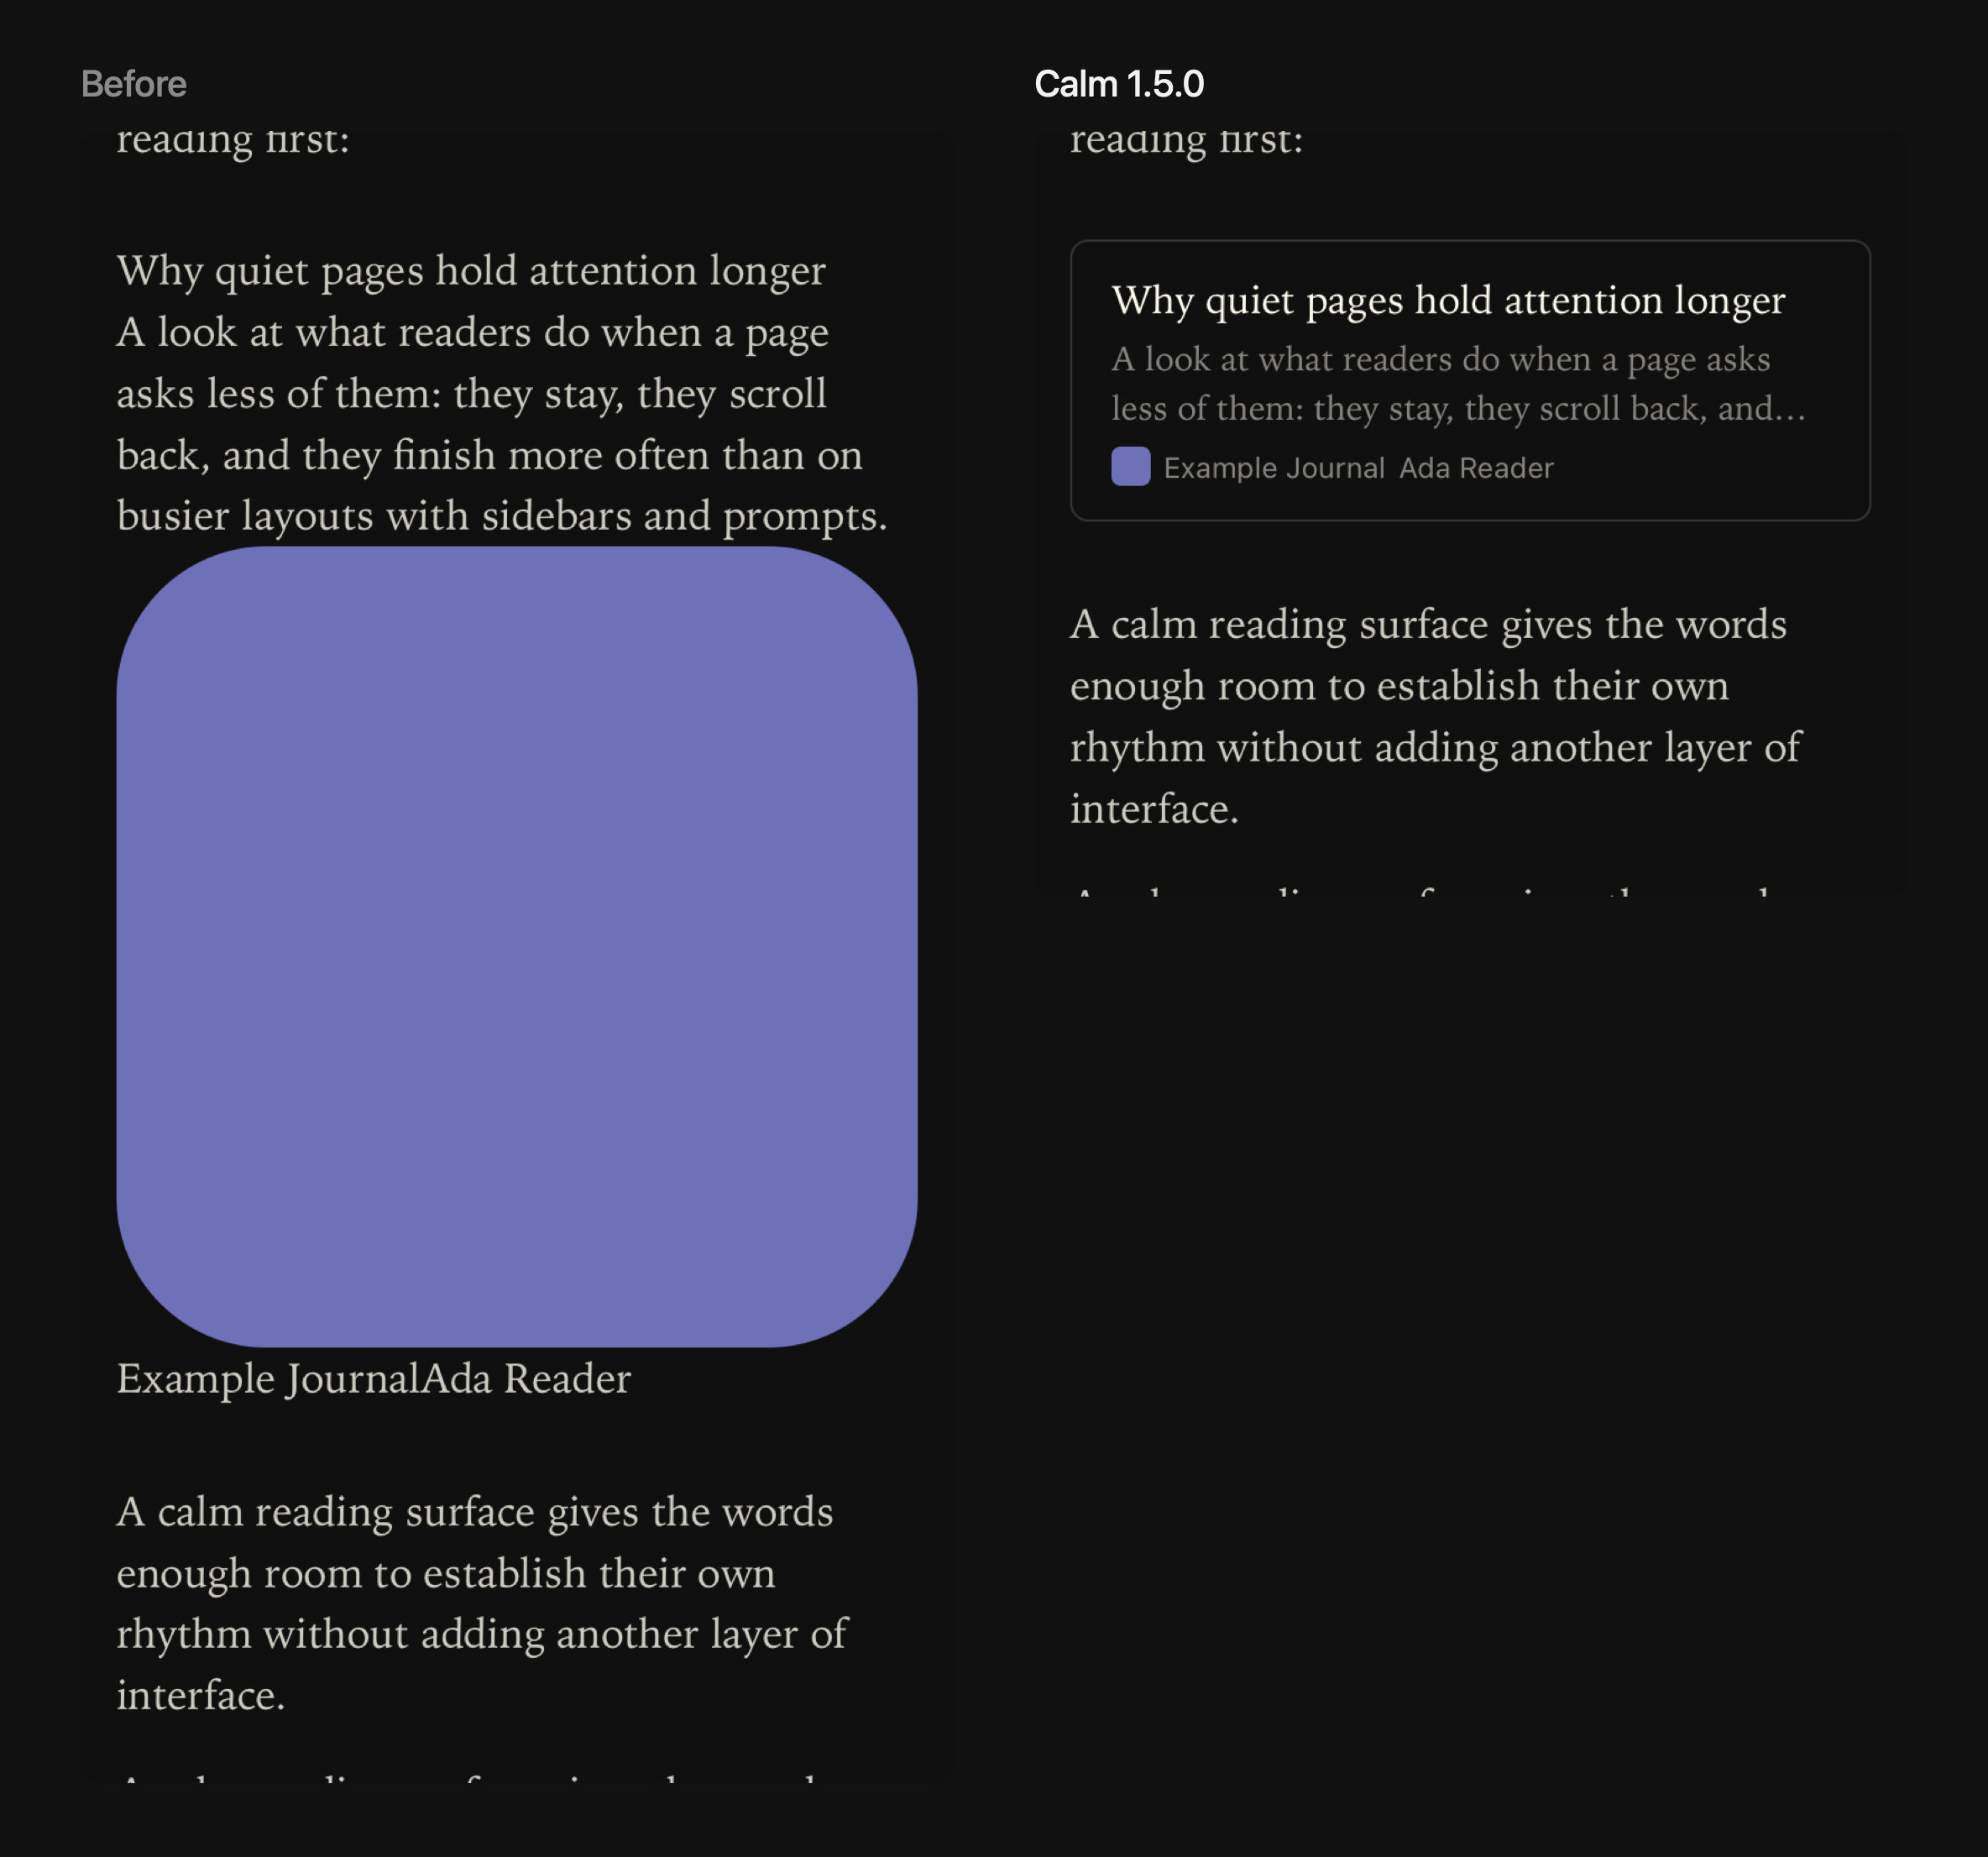 Before
reading first:
Why quiet pages hold attention longer
A look at what readers do when a page
asks less of them: they stay, they scroll
back, and they finish more often than on
busier layouts with sidebars and prompts.
Example JournalAda Reader
A calm reading surface gives the words
enough room to establish their own
rhythm without adding another layer of
interface.
Calm 1.5.0
reading first:
Why quiet pages hold attention longer
A look at what readers do when a page asks
less of them: they stay, they scroll back, and…
Example Journal Ada Reader
A calm reading surface gives the words
enough room to establish their own
rhythm without adding another layer of
interface.